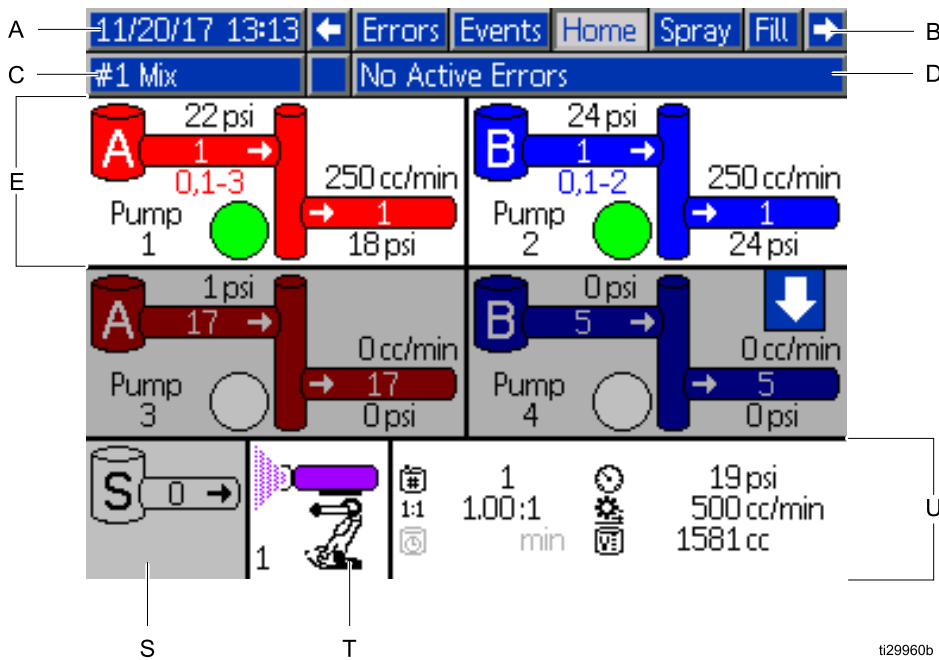 A
11/20/17 13:13
Errors
Events
Home
Spray
Fill
B
C
#1 Mix
No Active Errors
D
E
A
22 psi
1
0,1-3
Pump
1
250 cc/min
1
18 psi
B
24 psi
1
0,1-2
Pump
2
250 cc/min
1
24 psi
A
1 psi
17
Pump
3
0 cc/min
17
0 psi
B
0 psi
5
Pump
4
0 cc/min
5
0 psi
S
0
1
# 1
1:1 1.00:1
min
19 psi
500 cc/min
V: 1581 cc
U
S
T
ti29960b